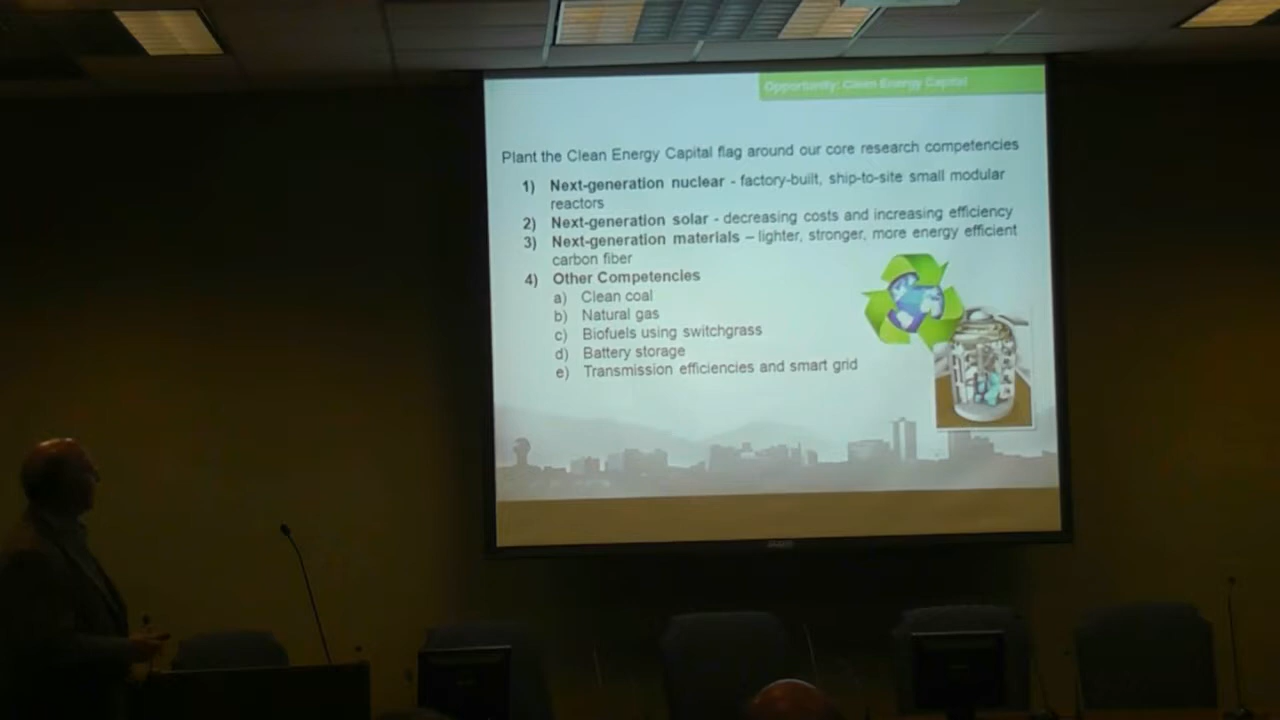 Opportunity: Clean Energy Capital
Plant the Clean Energy Capital flag around our core research competencies
1) Next-generation nuclear - factory-built, ship-to-site small modular
reactors
2) Next-generation solar - decreasing costs and increasing efficiency
3) Next-generation materials – lighter, stronger, more energy efficient
carbon fiber
4) Other Competencies
a) Clean coal
b) Natural gas
c) Biofuels using switchgrass
d) Battery storage
e) Transmission efficiencies and smart grid